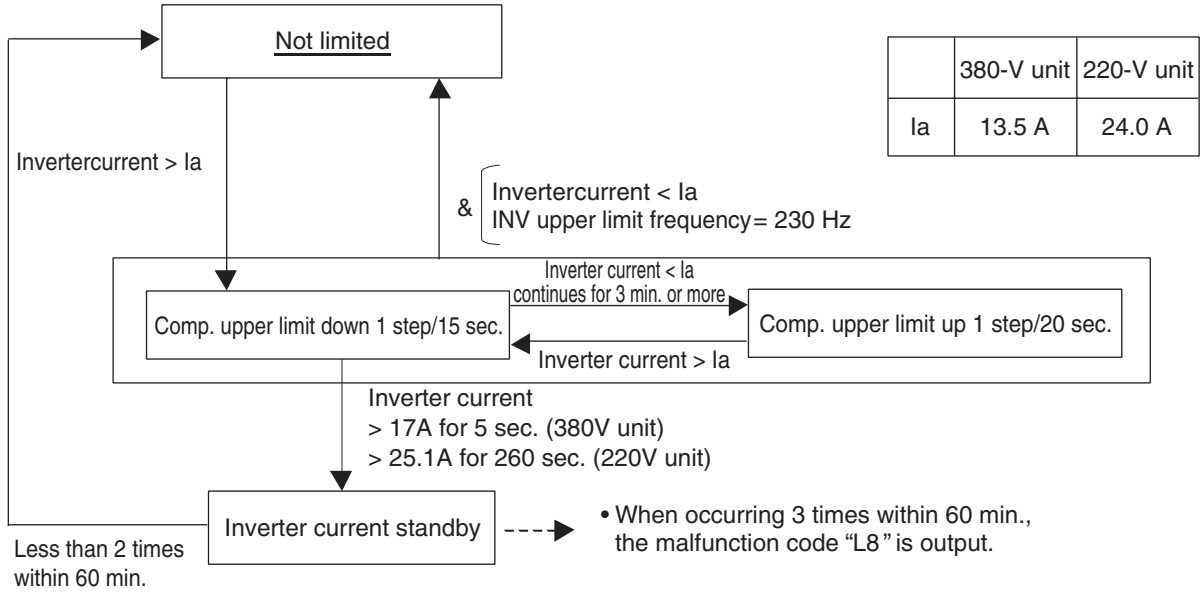 Not limited
380-V unit 220-V unit
Ia 13.5 A 24.0 A
Invertercurrent > Ia
&
Invertercurrent < Ia
INV upper limit frequency= 230 Hz
Inverter current < Ia
continues for 3 min. or more
Comp. upper limit down 1 step/15 sec.
Comp. upper limit up 1 step/20 sec.
Inverter current > Ia
Inverter current
> 17A for 5 sec. (380V unit)
> 25.1A for 260 sec. (220V unit)
Inverter current standby
• When occurring 3 times within 60 min.,
the malfunction code “L8” is output.
Less than 2 times
within 60 min.